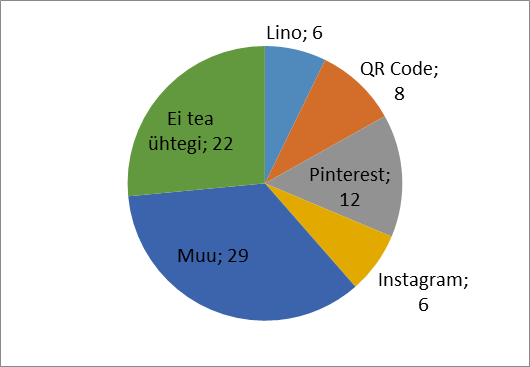 Lino; 6
QR Code;
8
Pinterest;
12
Instagram;
6
Muu; 29
Ei tea
ühtegi; 22